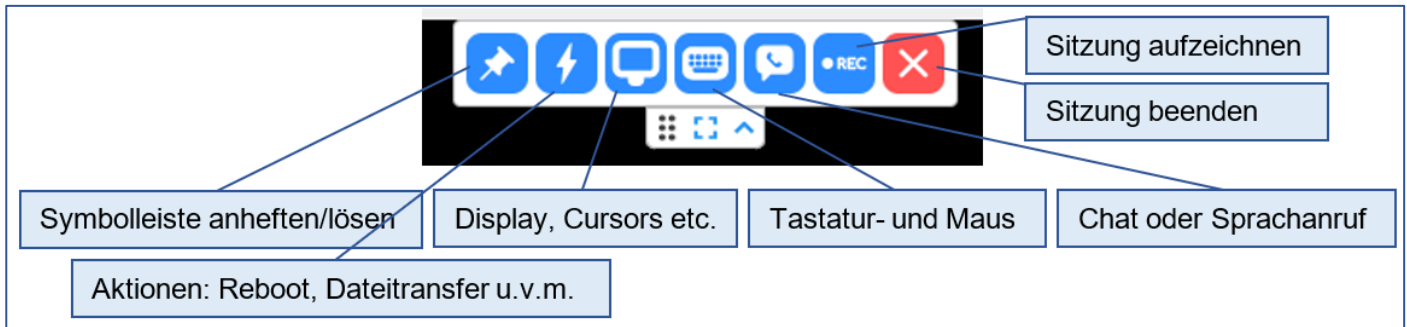 REC
Sitzung aufzeichnen
Sitzung beenden
Symbolleiste anheften/lösen
Display, Cursors etc.
Tastatur- und Maus
Chat oder Sprachanruf
Aktionen: Reboot, Dateitransfer u.v.m.